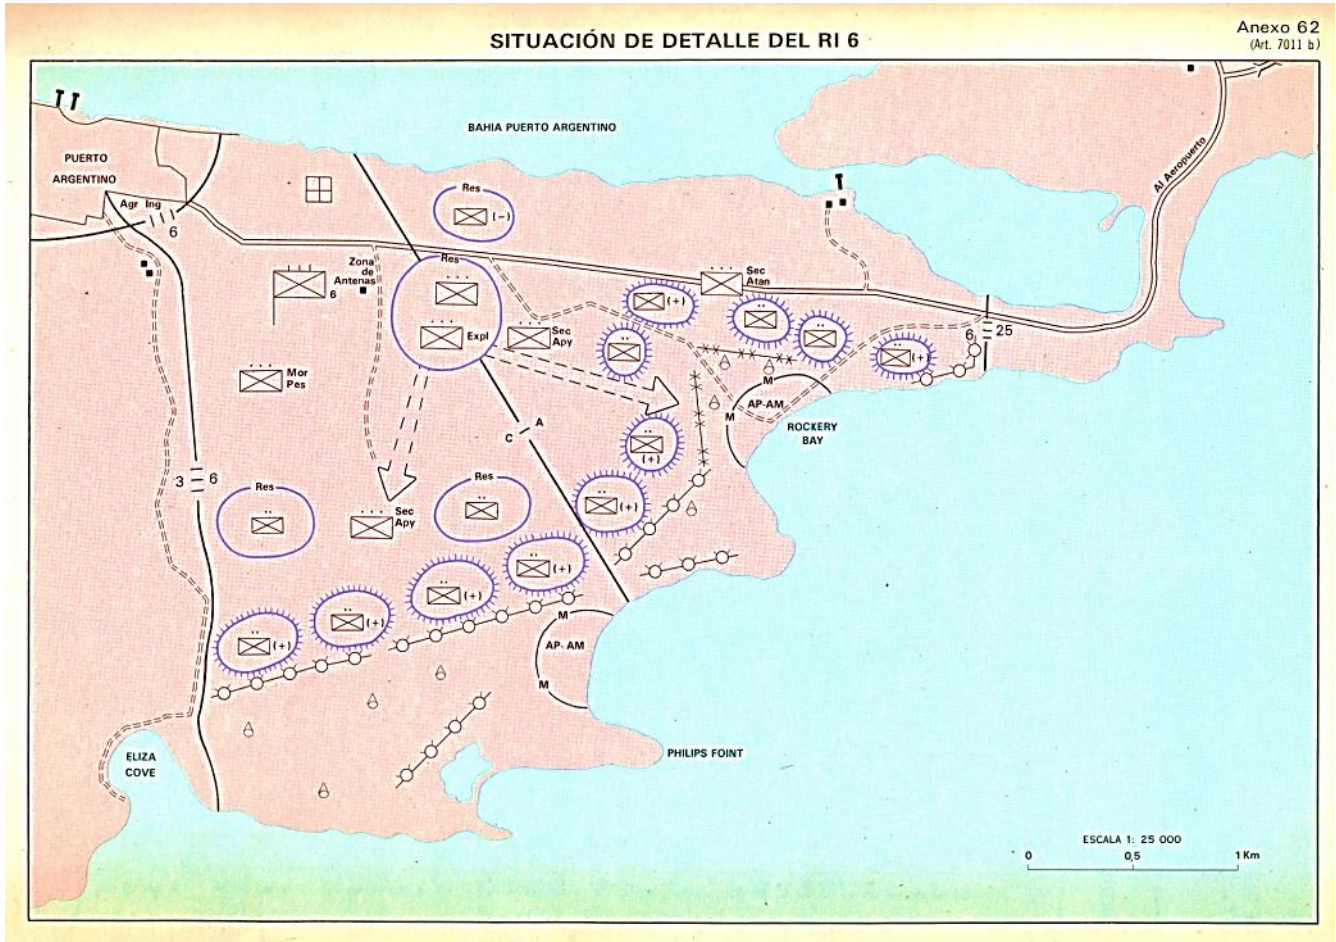 Anexo 62
(Art. 7011 b)
SITUACIÓN DE DETALLE DEL RI 6
BAHIA PUERTO ARGENTINO
PUERTO
ARGENTINO
Al Aeropuerto
Res
(-)
Agr Ing
6
Zona
de
Antenas
6
Res
Expl
Sec
Atan
(+)
Sec
Apy
25
6
(+)
Mor
Pes
M
AP-AM
M
ROCKERY
BAY
A
C
(+)
3
6
Res
Res
(+)
Sec
Apy
(+)
(+)
(+)
(+)
M
AP-AM
M
ELIZA
COVE
PHILIPS FOINT
ESCALA 1: 25 000
0
0,5
1 Km